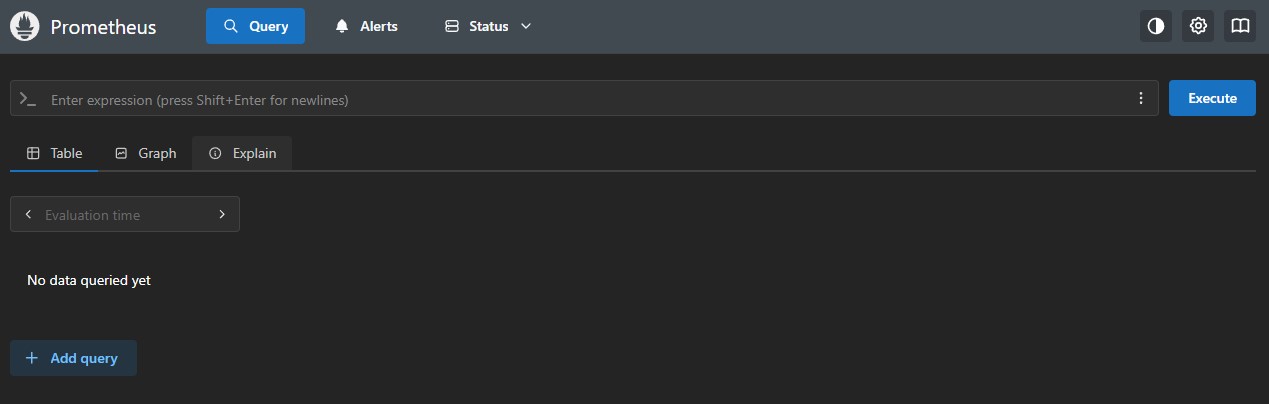 Prometheus Query Alerts Status
Enter expression (press Shift+Enter for newlines) Execute
Table Graph Explain
Evaluation time
No data queried yet
Add query